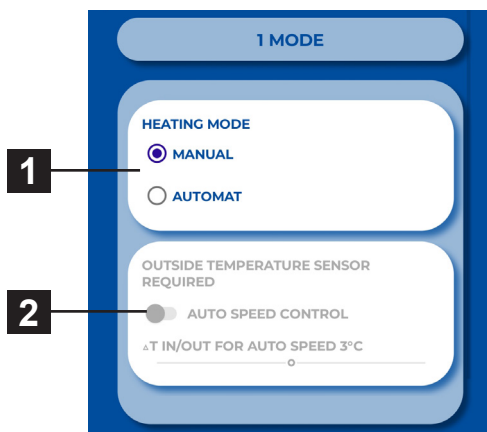 1 MODE
HEATING MODE
1
MANUAL
AUTOMAT
OUTSIDE TEMPERATURE SENSOR
REQUIRED
2
AUTO SPEED CONTROL
▵T IN/OUT FOR AUTO SPEED 3°C